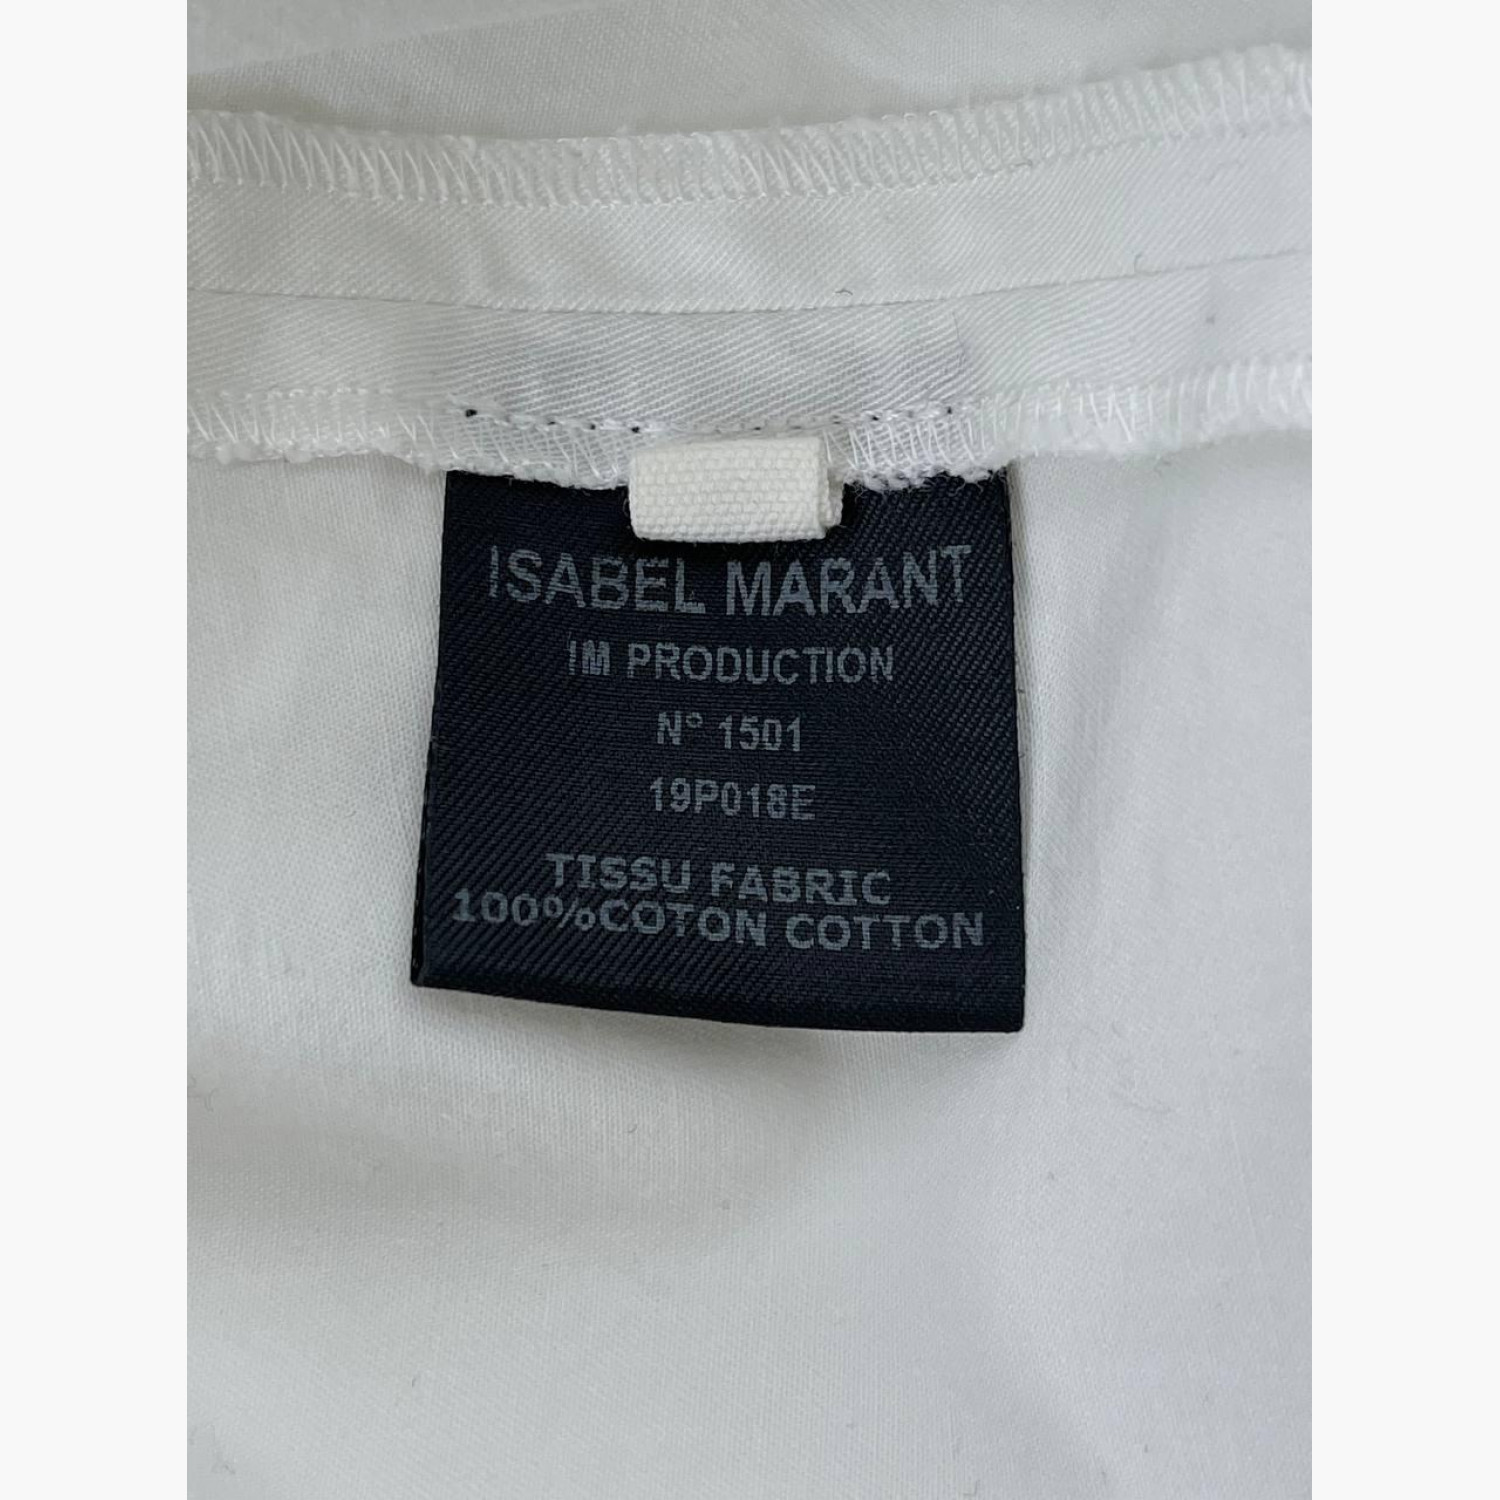 ISABEL MARANT
IM PRODUCTION
N° 1501
19P018E
TISSU FABRIC
100%COTON COTTON